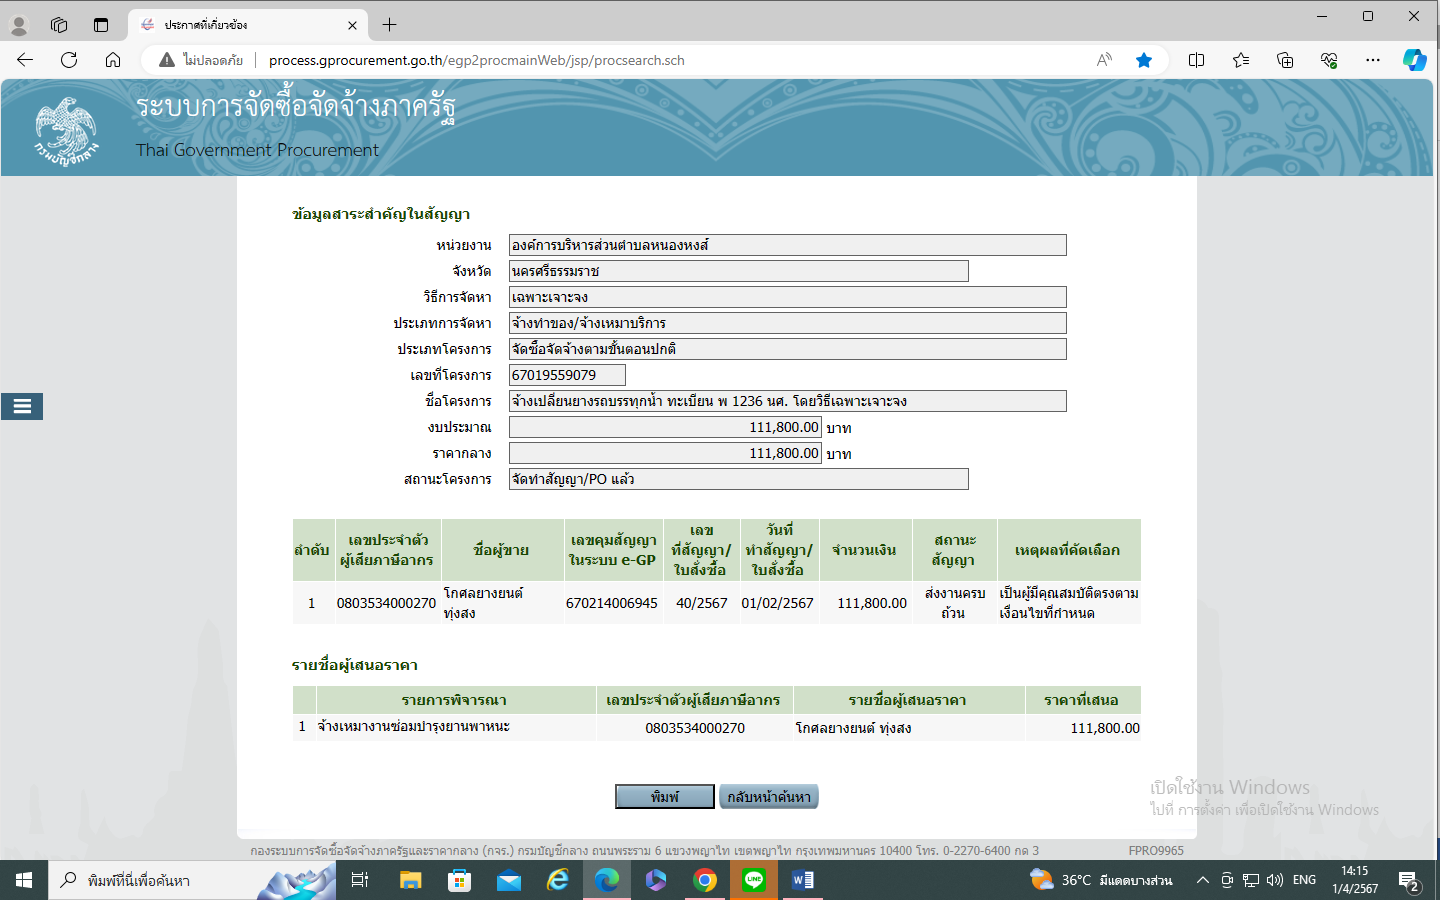 ประกาศที่เกี่ยวข้อง
ไม่ปลอดภัย
process.gprocurement.go.th/egp2procmainWeb/jsp/procsearch.sch
ระบบการจัดซื้อจัดจ้างภาครัฐ
Thai Government Procurement
กรมบัญชีกลาง
ข้อมูลสาระสำคัญในสัญญา
หน่วยงาน องค์การบริหารส่วนตำบลหนองหงส์
จังหวัด นครศรีธรรมราช
วิธีการจัดหา เฉพาะเจาะจง
ประเภทการจัดหา จ้างทำของ/จ้างเหมาบริการ
ประเภทโครงการ จัดซื้อจัดจ้างตามขั้นตอนปกติ
เลขที่โครงการ 67019559079
ชื่อโครงการ จ้างเปลี่ยนยางรถบรรทุกน้ำ ทะเบียน พ 1236 นศ. โดยวิธีเฉพาะเจาะจง
งบประมาณ 111,800.00 บาท
ราคากลาง 111,800.00 บาท
สถานะโครงการ จัดทำสัญญา/PO แล้ว
ลำดับ เลขประจำตัวผู้เสียภาษีอากร ชื่อผู้ขาย เลขคุมสัญญาในระบบ e-GP เลขที่สัญญา/ใบสั่งซื้อ วันที่ทำสัญญา/ใบสั่งซื้อ จำนวนเงิน สถานะสัญญา เหตุผลที่คัดเลือก
1 0803534000270 โกศลยางยนต์ ทุ่งสง 670214006945 40/2567 01/02/2567 111,800.00 ส่งงานครบถ้วน เป็นผู้มีคุณสมบัติตรงตามเงื่อนไขที่กำหนด
รายชื่อผู้เสนอราคา
รายการพิจารณา เลขประจำตัวผู้เสียภาษีอากร รายชื่อผู้เสนอราคา ราคาที่เสนอ
1 จ้างเหมางานซ่อมบำรุงยานพาหนะ 0803534000270 โกศลยางยนต์ ทุ่งสง 111,800.00
พิมพ์ กลับหน้าค้นหา
เปิดใช้งาน Windows
ไปที่ การตั้งค่า เพื่อเปิดใช้งาน Windows
กองระบบการจัดซื้อจัดจ้างภาครัฐและราคากลาง (กจร.) กรมบัญชีกลาง ถนนพระราม 6 แขวงพญาไท เขตพญาไท กรุงเทพมหานคร 10400 โทร. 0-2270-6400 กด 3 FPRO9965
พิมพ์ที่นี่เพื่อค้นหา
LINE
36°C มีแดดบางส่วน
ENG
14:15
1/4/2567
2